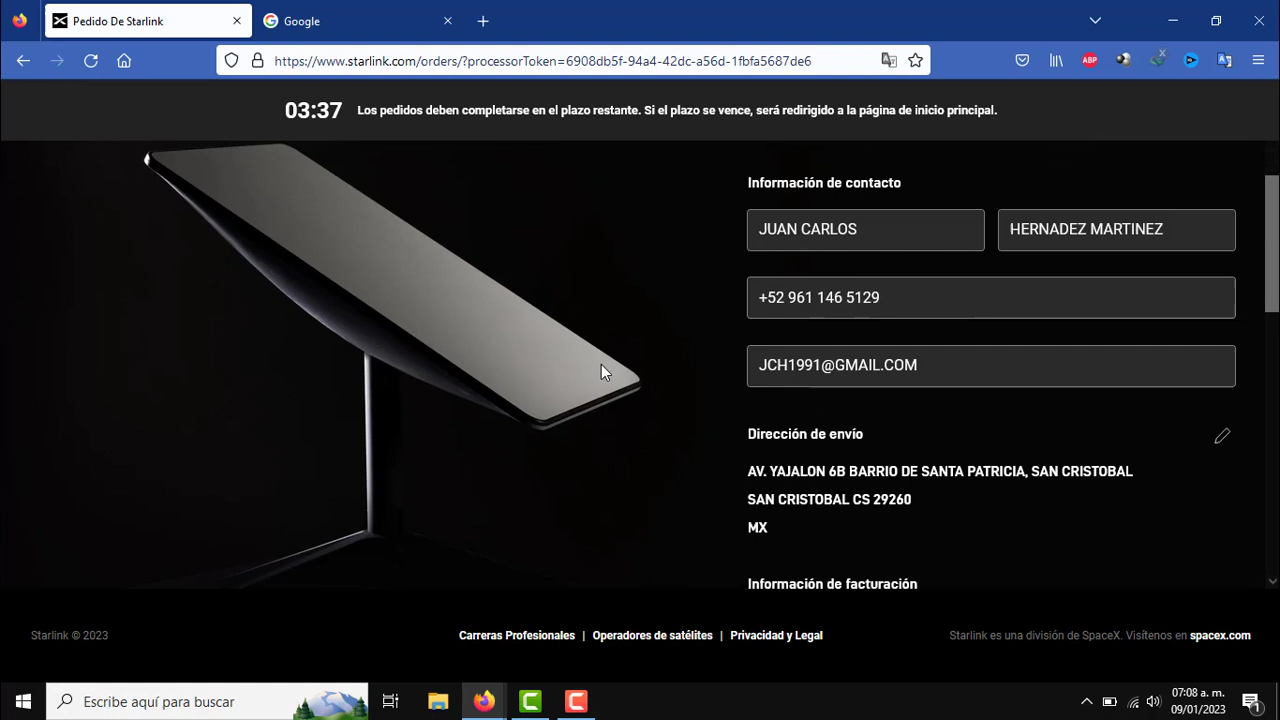 Pedido De Starlink
Google
https://www.starlink.com/orders/?processorToken=6908db5f-94a4-42dc-a56d-1fbfa5687de6
ABP
03:37 Los pedidos deben completarse en el plazo restante. Si el plazo se vence, será redirigido a la página de inicio principal.
Información de contacto
JUAN CARLOS
HERNADEZ MARTINEZ
+52 961 146 5129
JCH1991@GMAIL.COM
Dirección de envío
AV. YAJALON 6B BARRIO DE SANTA PATRICIA, SAN CRISTOBAL
SAN CRISTOBAL CS 29260
MX
Información de facturación
Starlink © 2023
Carreras Profesionales | Operadores de satélites | Privacidad y Legal
Starlink es una división de SpaceX. Visítenos en spacex.com
Escribe aquí para buscar
07:08 a. m.
09/01/2023
1